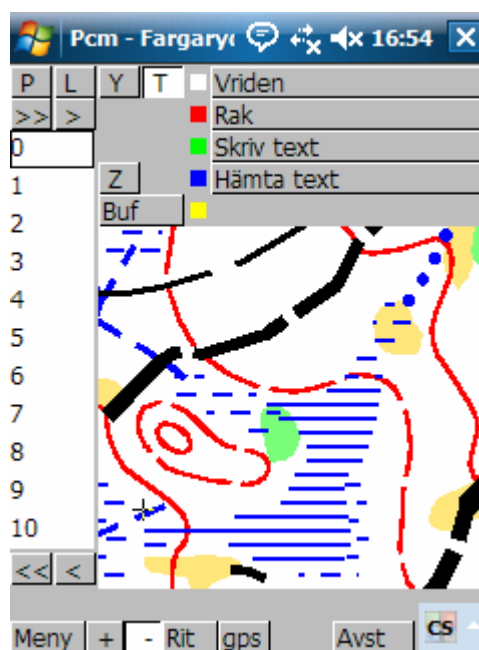 Pcm - Fargaryc 16:54
P L Y T Vriden
>> > Rak
0 Skriv text
1 Z Hämta text
Buf
2
3
4
5
6
7
8
9
10
<< <
Meny + - Rit gps Avst CS